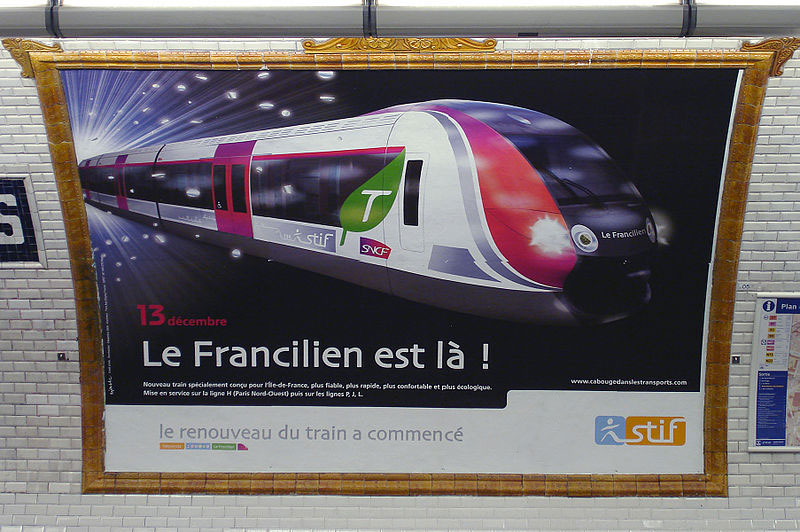 T
stif
SNCF
Le Francilien
13 décembre
Le Francilien est là !
Nouveau train spécialement conçu pour l'Île-de-France, plus fiable, plus rapide, plus confortable et plus écologique.
Mise en service sur la ligne H (Paris Nord-Ouest) puis sur les lignes P, J, L.
www.cabougedanslestransports.com
le renouveau du train a commencé
stif
S
i Plan
Sortie